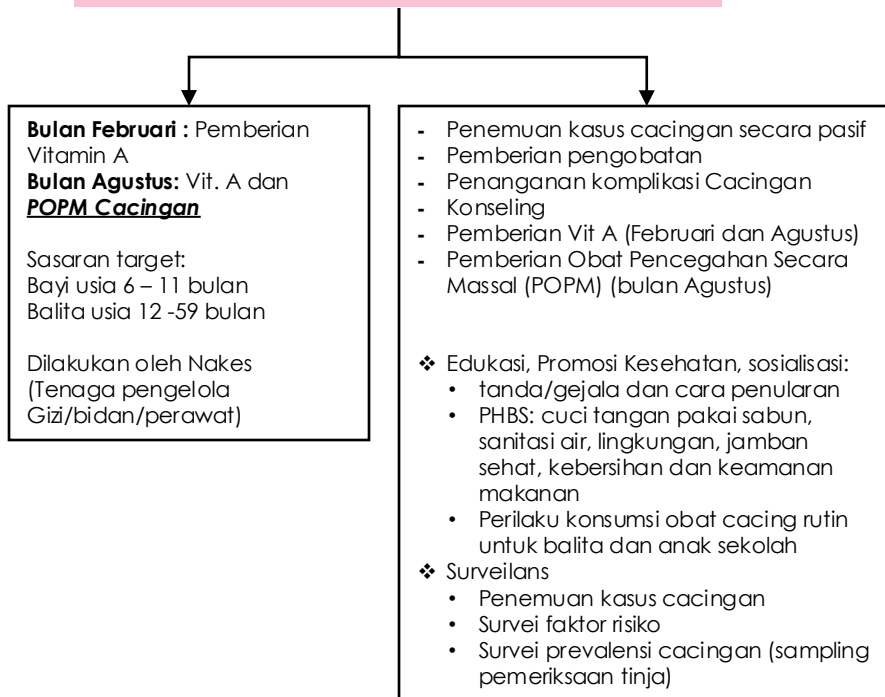 Bulan Februari : Pemberian
Vitamin A
Bulan Agustus: Vit. A dan
POPM Cacingan
Sasaran target:
Bayi usia 6 – 11 bulan
Balita usia 12 -59 bulan
Dilakukan oleh Nakes
(Tenaga pengelola
Gizi/bidan/perawat)
- Penemuan kasus cacingan secara pasif
- Pemberian pengobatan
- Penanganan komplikasi Cacingan
- Konseling
- Pemberian Vit A (Februari dan Agustus)
- Pemberian Obat Pencegahan Secara
Massal (POPM) (bulan Agustus)
❖ Edukasi, Promosi Kesehatan, sosialisasi:
• tanda/gejala dan cara penularan
• PHBS: cuci tangan pakai sabun,
sanitasi air, lingkungan, jamban
sehat, kebersihan dan keamanan
makanan
• Perilaku konsumsi obat cacing rutin
untuk balita dan anak sekolah
❖ Surveilans
• Penemuan kasus cacingan
• Survei faktor risiko
• Survei prevalensi cacingan (sampling
pemeriksaan tinja)